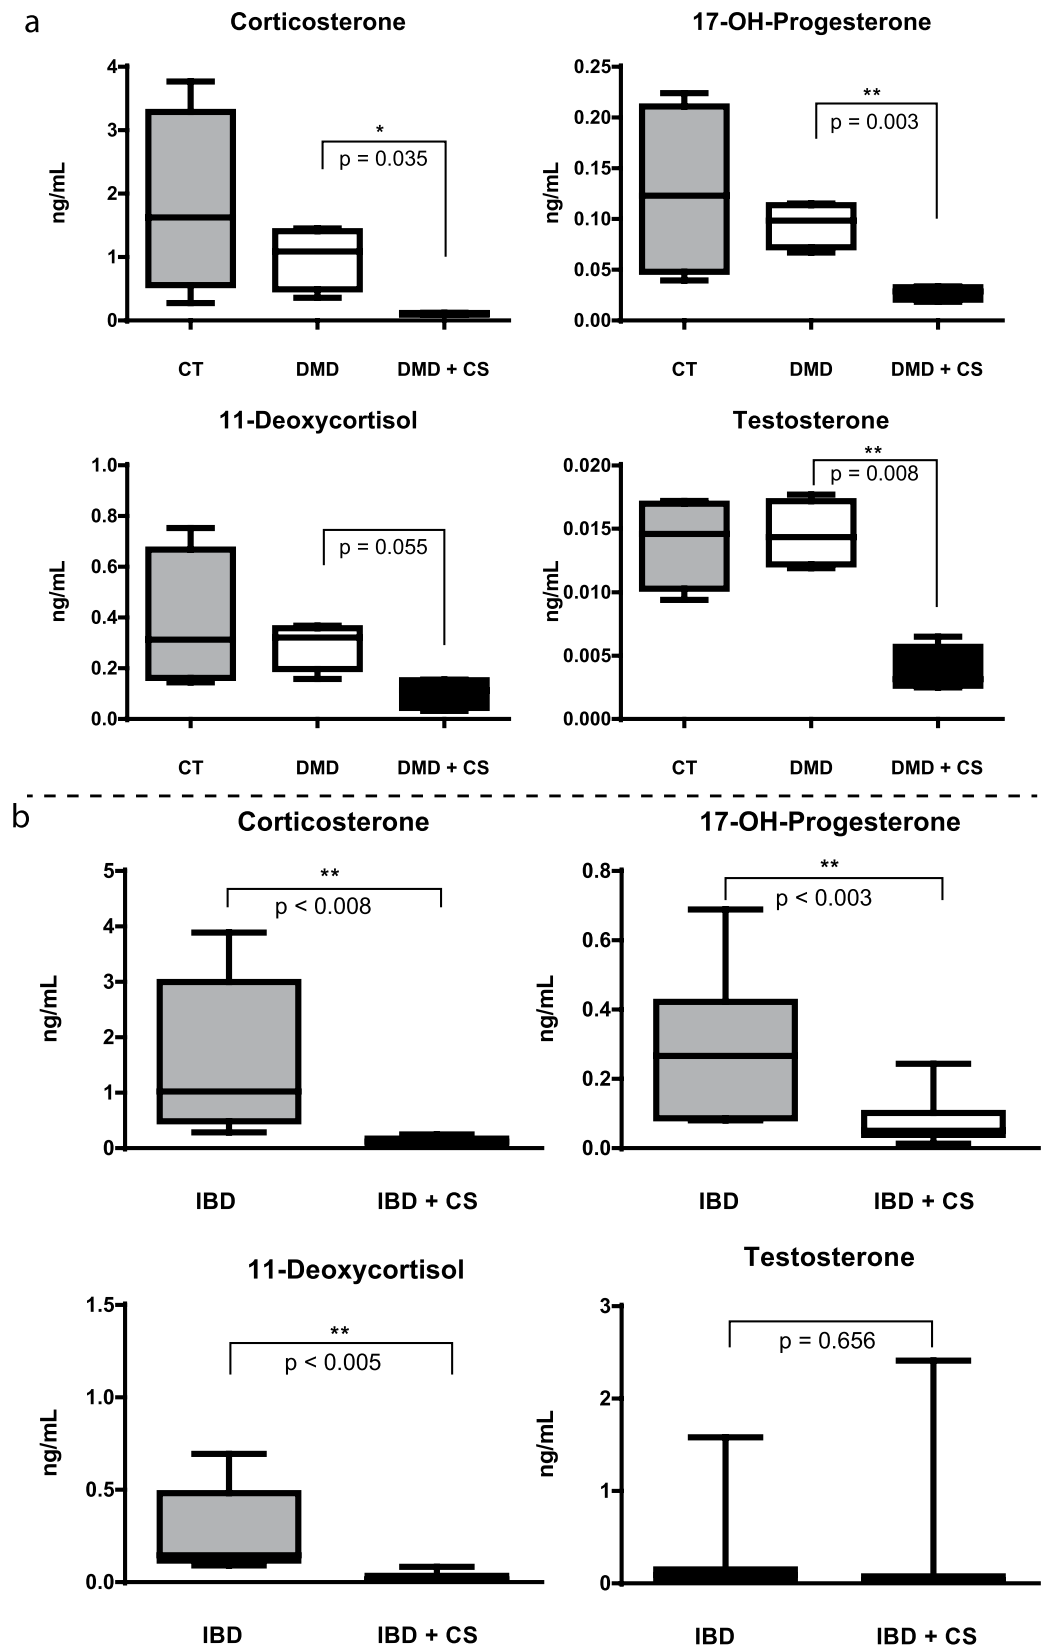 a
Corticosterone
17-OH-Progesterone
4
3
2
1
0
ng/mL
*
p = 0.035
CT
DMD
DMD + CS
0.25
0.20
0.15
0.10
0.05
0.00
ng/mL
**
p = 0.003
CT
DMD
DMD + CS
11-Deoxycortisol
Testosterone
1.0
0.8
0.6
0.4
0.2
0.0
ng/mL
p = 0.055
CT
DMD
DMD + CS
0.020
0.015
0.010
0.005
0.000
ng/mL
**
p = 0.008
CT
DMD
DMD + CS
b
Corticosterone
17-OH-Progesterone
5
4
3
2
1
0
ng/mL
**
p < 0.008
IBD
IBD + CS
0.8
0.6
0.4
0.2
0.0
ng/mL
**
p < 0.003
IBD
IBD + CS
11-Deoxycortisol
Testosterone
1.5
1.0
0.5
0.0
ng/mL
**
p < 0.005
IBD
IBD + CS
3
2
1
0
ng/mL
p = 0.656
IBD
IBD + CS